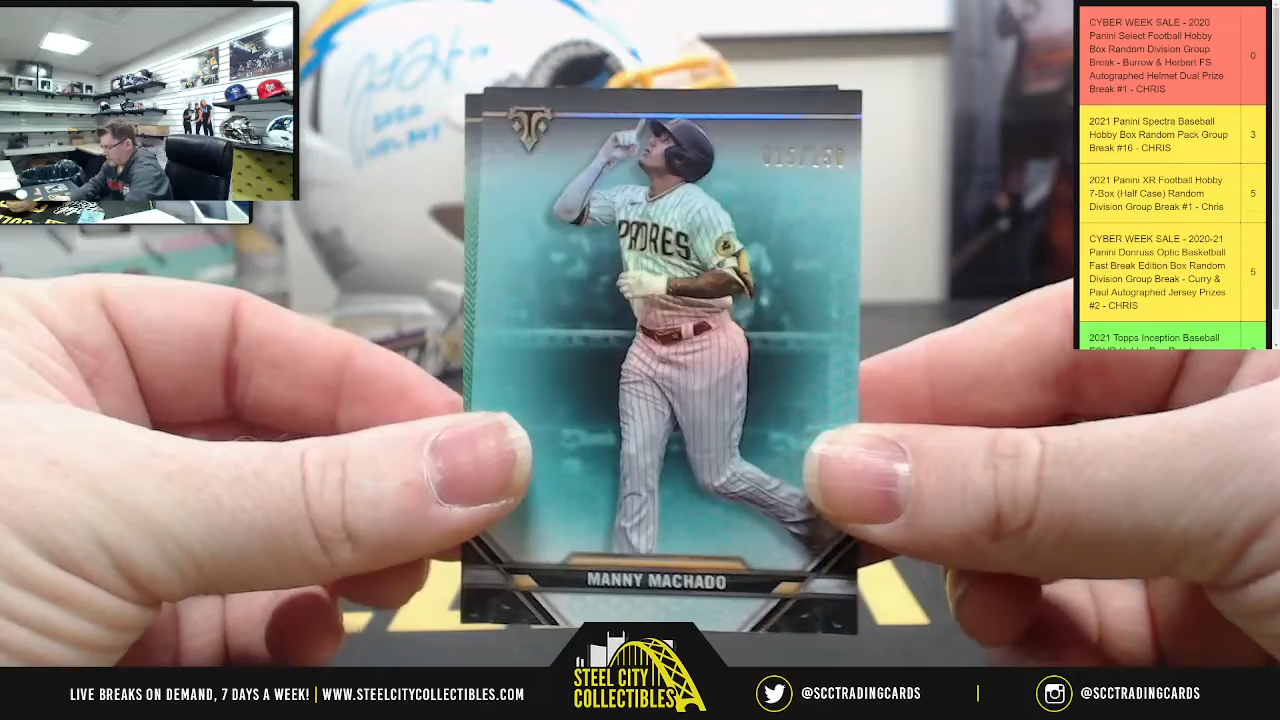 CYBER WEEK SALE - 2020
Panini Select Football Hobby
Box Random Division Group
Break - Burrow & Herbert FS
Autographed Helmet Dual Prize
Break #1 - CHRIS
0
2021 Panini Spectra Baseball
Hobby Box Random Pack Group
Break #16 - CHRIS
3
2021 Panini XR Football Hobby
7-Box (Half Case) Random
Division Group Break #1 - Chris
5
CYBER WEEK SALE - 2020-21
Panini Donruss Optic Basketball
Fast Break Edition Box Random
Division Group Break - Curry &
Paul Autographed Jersey Prizes
#2 - CHRIS
5
2021 Topps Inception Baseball
PADRES
MANNY MACHADO
LIVE BREAKS ON DEMAND, 7 DAYS A WEEK! | WWW.STEELCITYCOLLECTIBLES.COM
STEEL CITY
COLLECTIBLES
@SCCTRADINGCARDS
@SCCTRADINGCARDS